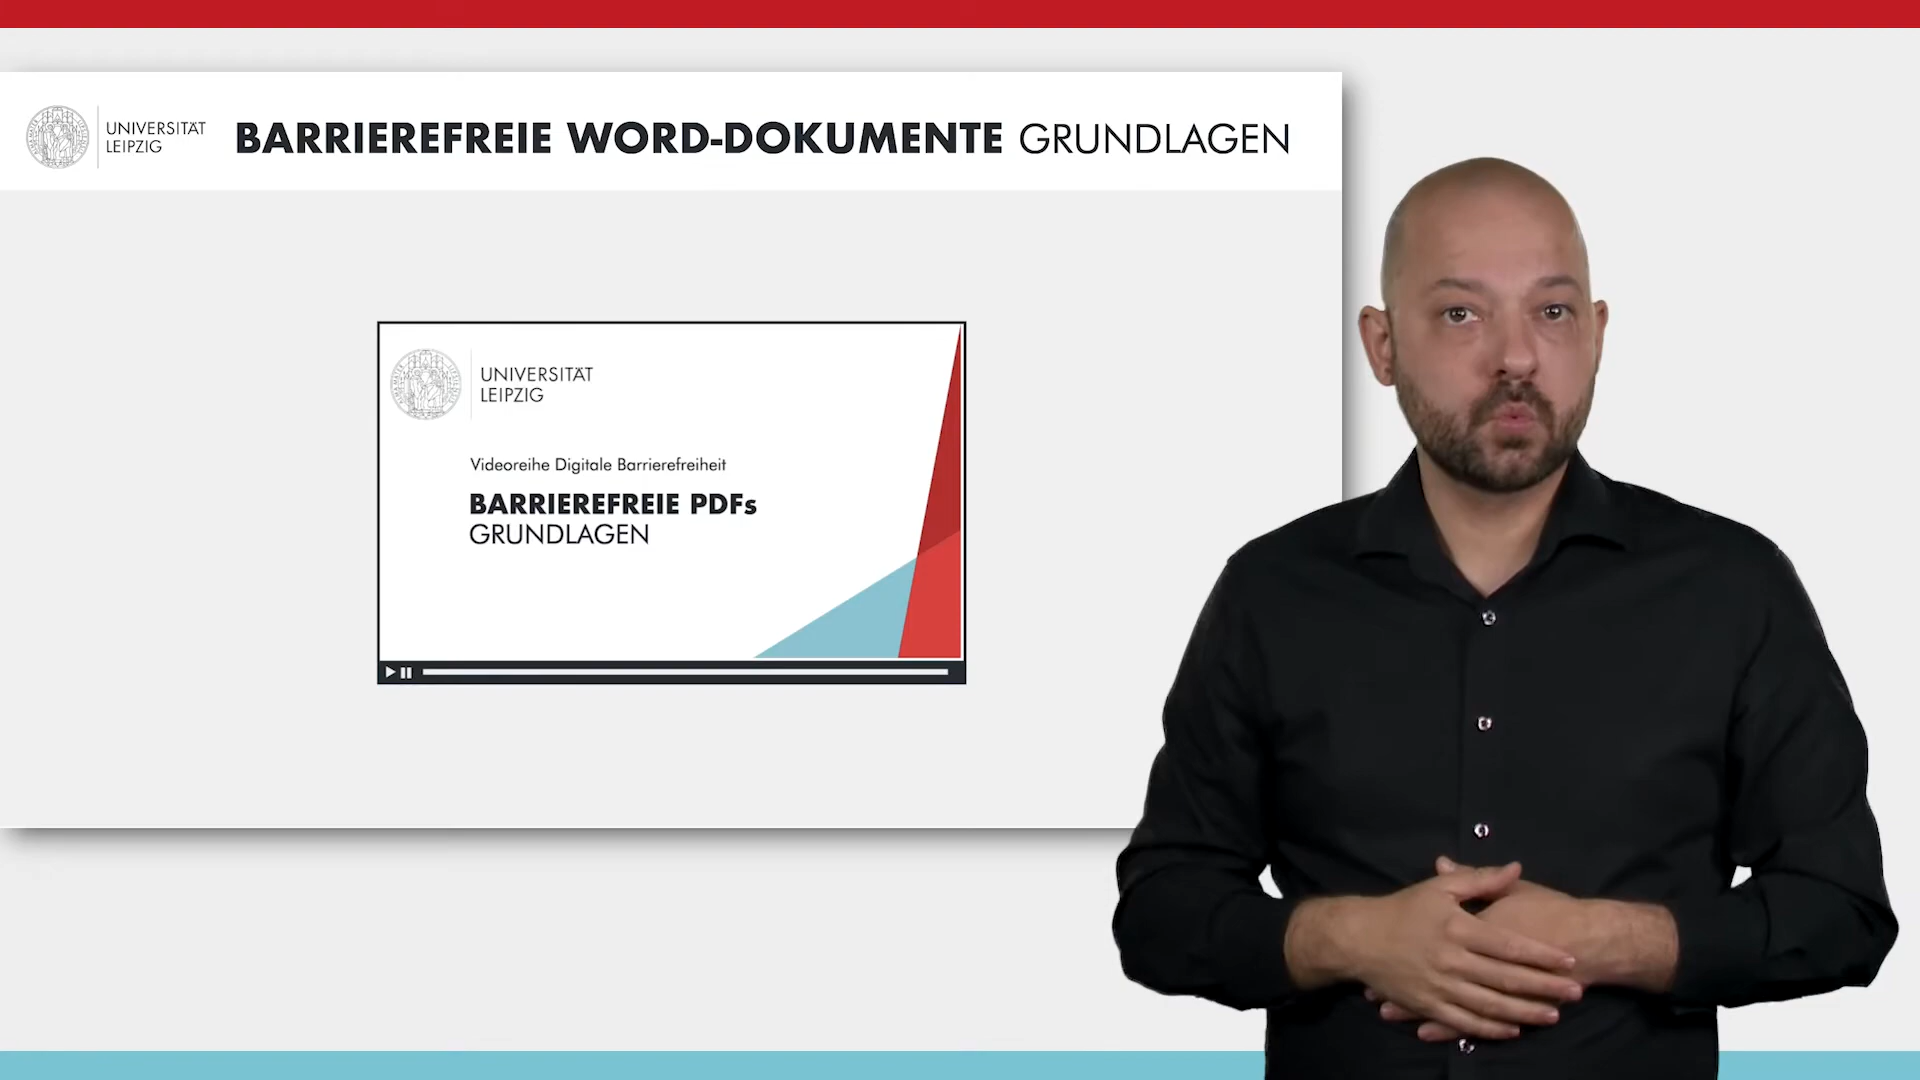 UNIVERSITÄT
LEIPZIG
BARRIEREFREIE WORD-DOKUMENTE GRUNDLAGEN
UNIVERSITÄT
LEIPZIG
Videoreihe Digitale Barrierefreiheit
BARRIEREFREIE PDFs
GRUNDLAGEN